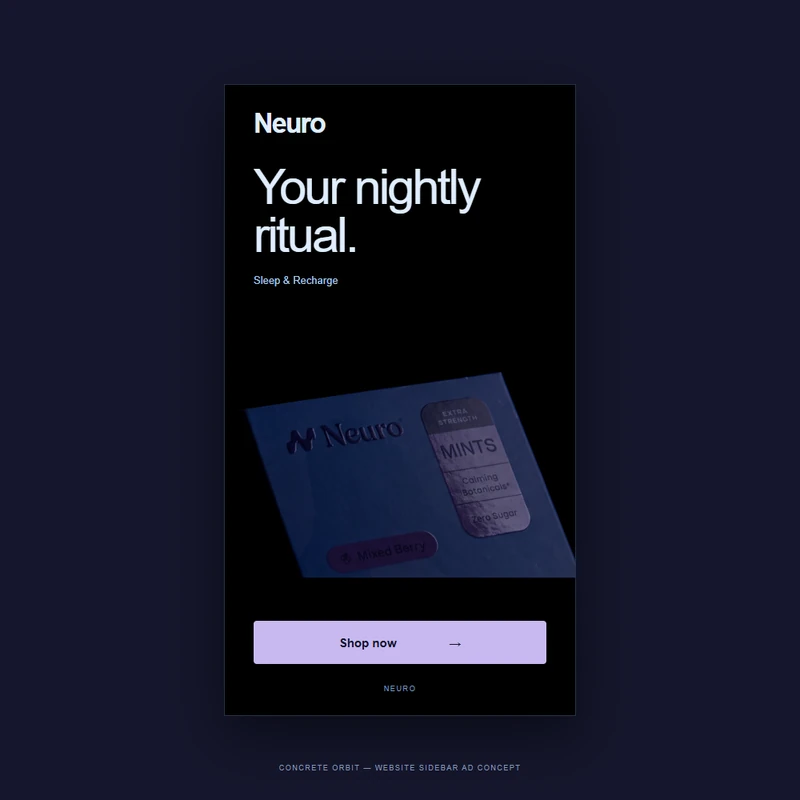 Neuro
Your nightly
ritual.
Sleep & Recharge
Neuro
EXTRA
STRENGTH
MINTS
Calming
Botanicals*
Zero Sugar
Mixed Berry
Shop now →
NEURO
CONCRETE ORBIT — WEBSITE SIDEBAR AD CONCEPT